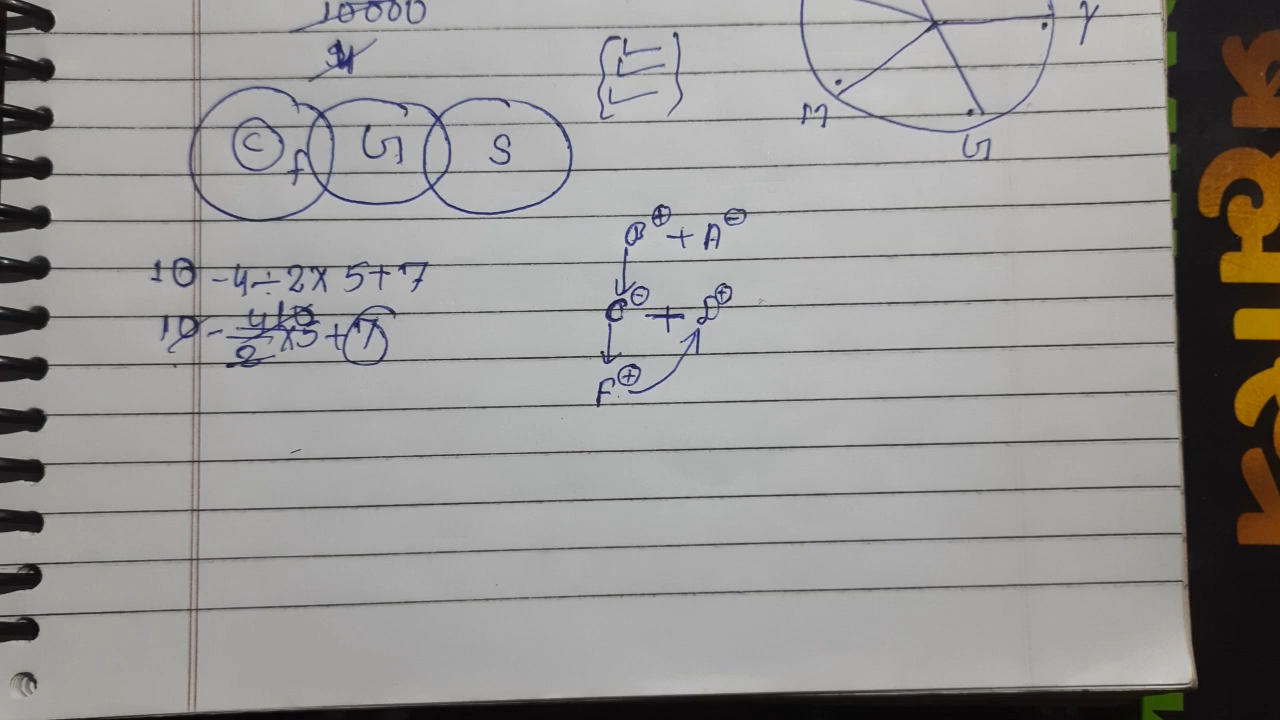 10000
Y
M
G
C f G S
B⊕ + A⊖
10 - 4 ÷ 2 × 5 + 7
C⊖ + D⊕
10 - 4/2 × 5 + 7
F⊕